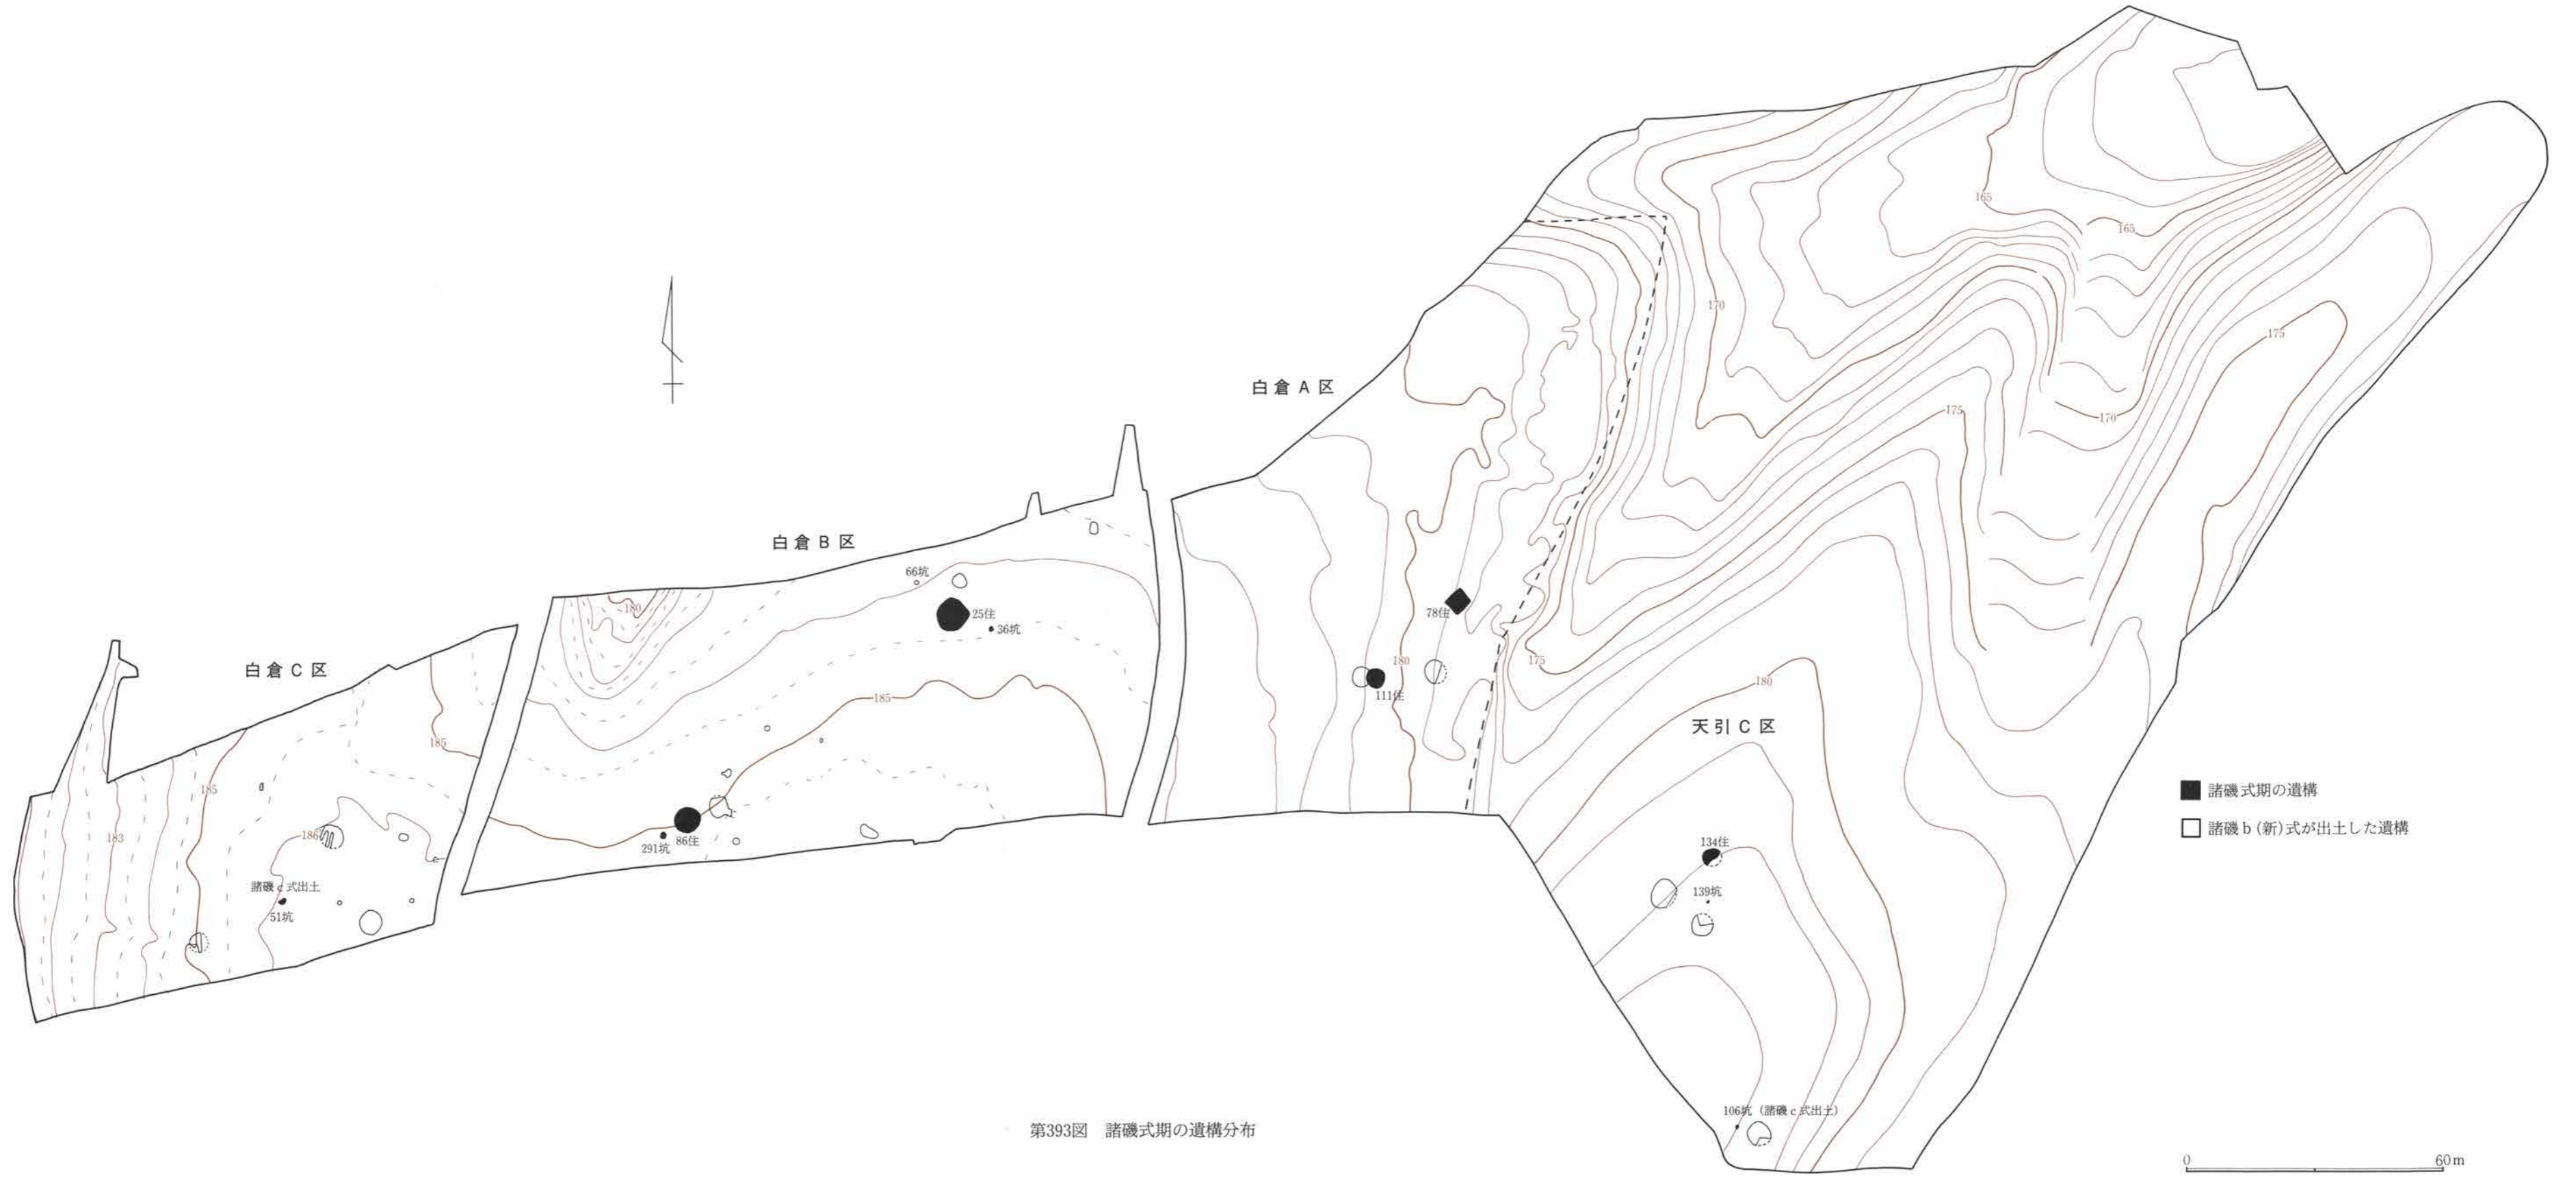 165
165
170
175
白倉A区
175
170
白倉B区
66坑
180
25住
78住
36坑
白倉C区
180
175
111住
180
185
天引C区
185
185
諸磯式期の遺構
諸磯b(新)式が出土した遺構
183
186
291坑
86住
134住
諸磯c式出土
139坑
51坑
106坑(諸磯c式出土)
第393図 諸磯式期の遺構分布
0
60m